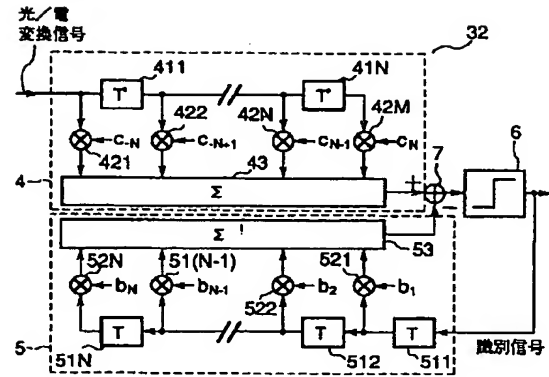 光／電
変換信号
32
411
41N
T'
T'
422
42N
42M
C-N
C-N+1
CN-1
CN
421
43
Σ
4
+
7
6
−
Σ'
53
52N
51(N-1)
521
bN
bN-1
522
b2
b1
T
T
T
5
51N
512
511
識別信号